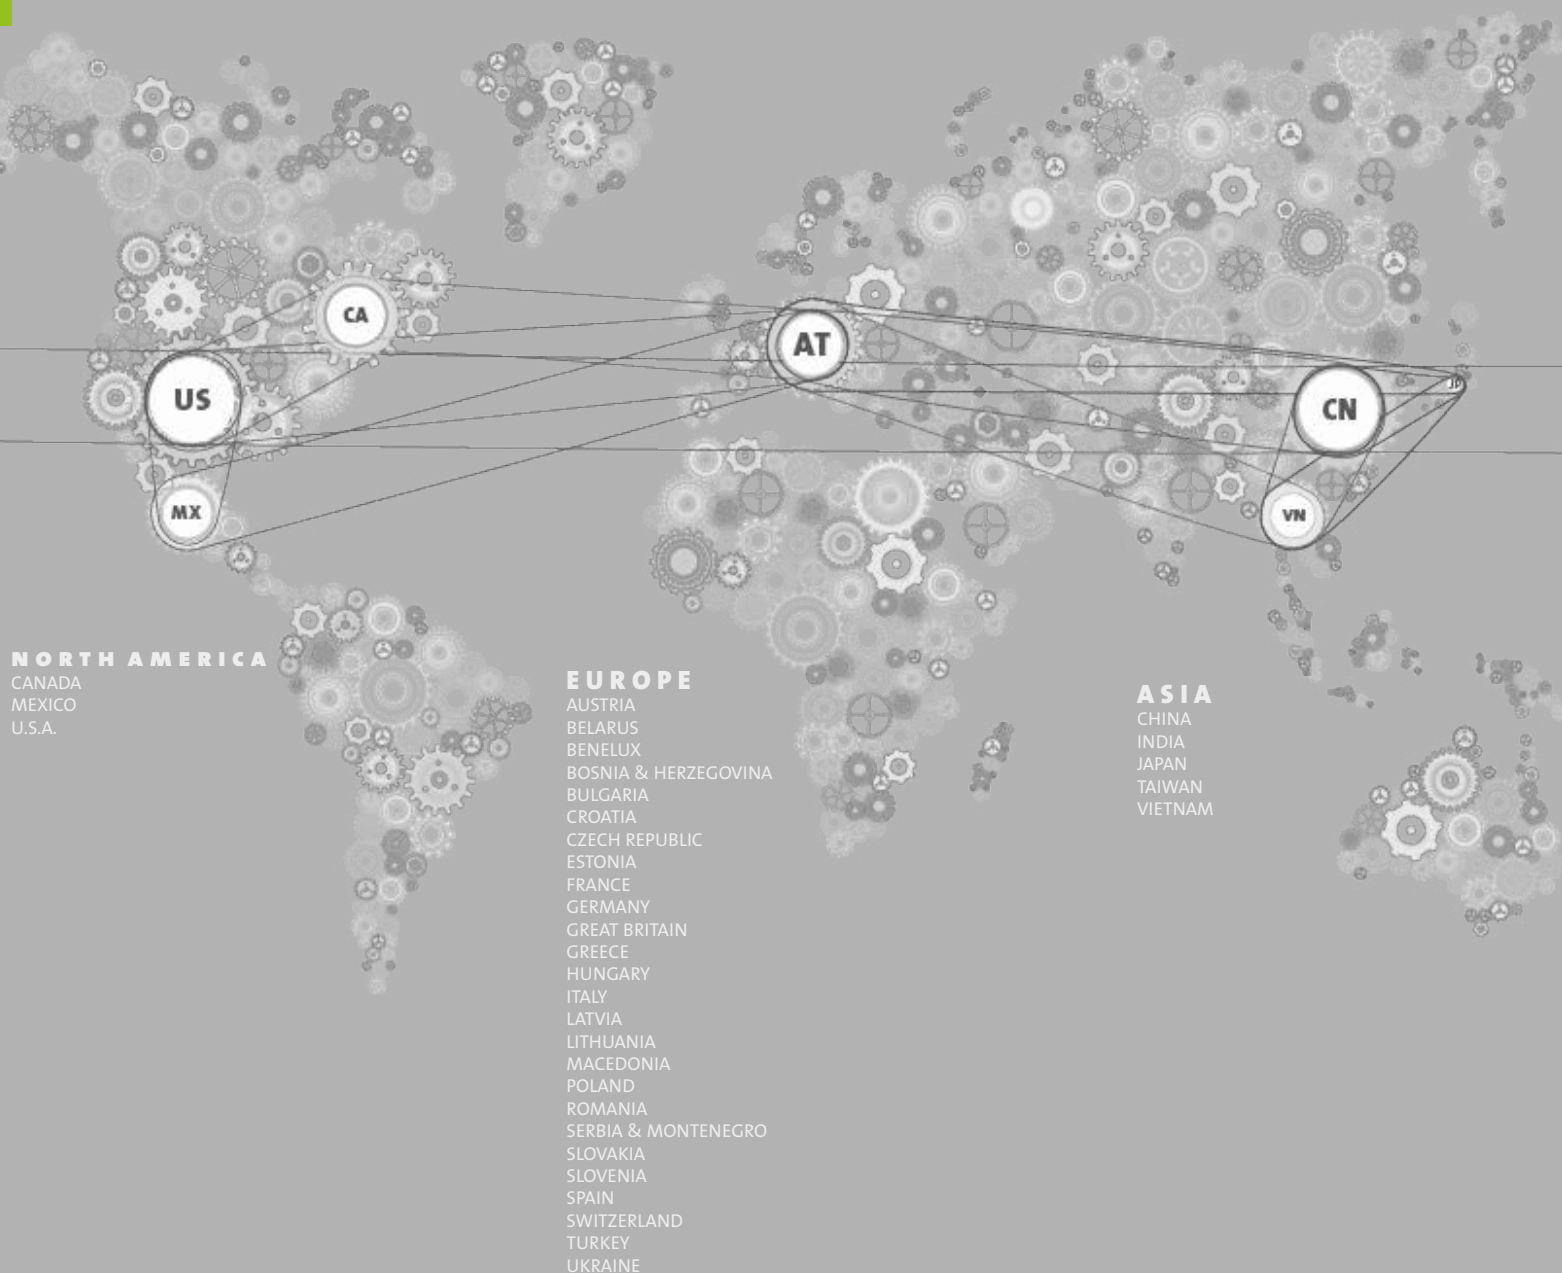 CA
AT
US
CN
JP
MX
VN
NORTH AMERICA
CANADA
MEXICO
U.S.A.
EUROPE
AUSTRIA
BELARUS
BENELUX
BOSNIA & HERZEGOVINA
BULGARIA
CROATIA
CZECH REPUBLIC
ESTONIA
FRANCE
GERMANY
GREAT BRITAIN
GREECE
HUNGARY
ITALY
LATVIA
LITHUANIA
MACEDONIA
POLAND
ROMANIA
SERBIA & MONTENEGRO
SLOVAKIA
SLOVENIA
SPAIN
SWITZERLAND
TURKEY
UKRAINE
ASIA
CHINA
INDIA
JAPAN
TAIWAN
VIETNAM